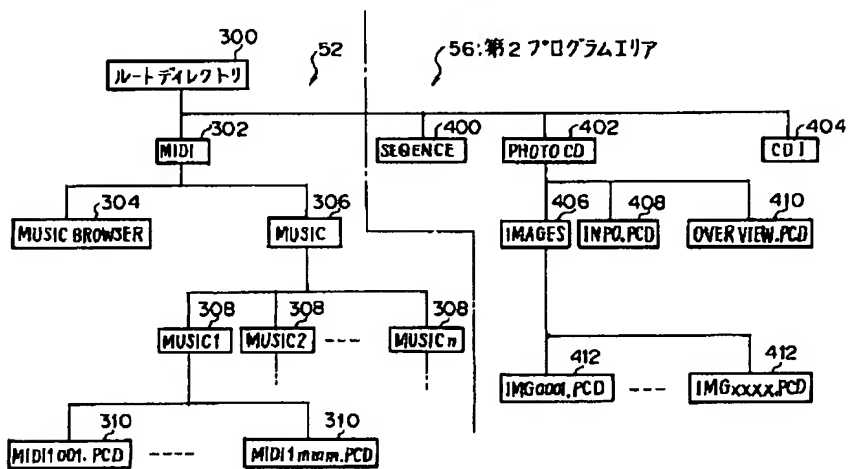 300
ルートディレクトリ
52
56:第2プログラムエリア
302
MIDI
400
SEQENCE
402
PHOTO CD
404
CDI
304
MUSIC BROWSER
306
MUSIC
406
IMAGES
408
INFO.PCD
410
OVERVIEW.PCD
308
MUSIC1
308
MUSIC2
----
308
MUSICn
412
IMG0001.PCD
----
412
IMGxxxx.PCD
310
MIDI1001.PCD
----
310
MIDI1mmm.PCD